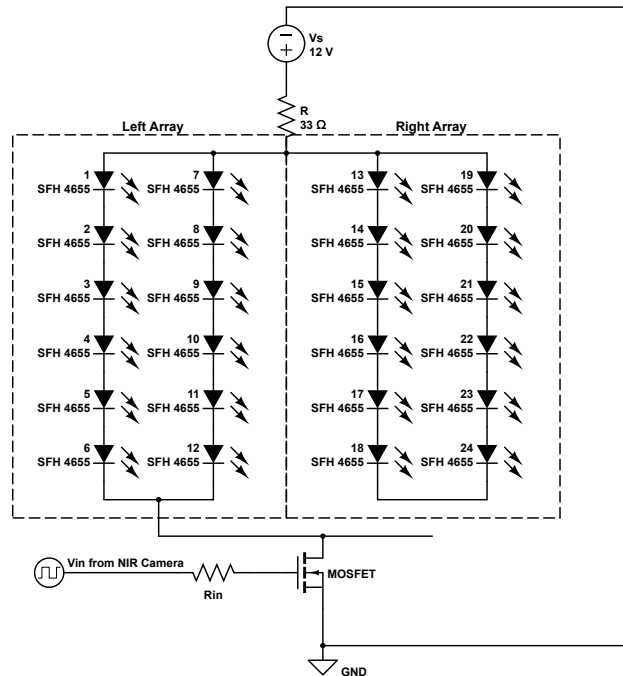 Vs
12 V
R
33 Ω
Left Array
Right Array
1
SFH 4655
7
SFH 4655
13
SFH 4655
19
SFH 4655
2
SFH 4655
8
SFH 4655
14
SFH 4655
20
SFH 4655
3
SFH 4655
9
SFH 4655
15
SFH 4655
21
SFH 4655
4
SFH 4655
10
SFH 4655
16
SFH 4655
22
SFH 4655
5
SFH 4655
11
SFH 4655
17
SFH 4655
23
SFH 4655
6
SFH 4655
12
SFH 4655
18
SFH 4655
24
SFH 4655
Vin from NIR Camera
Rin
MOSFET
GND